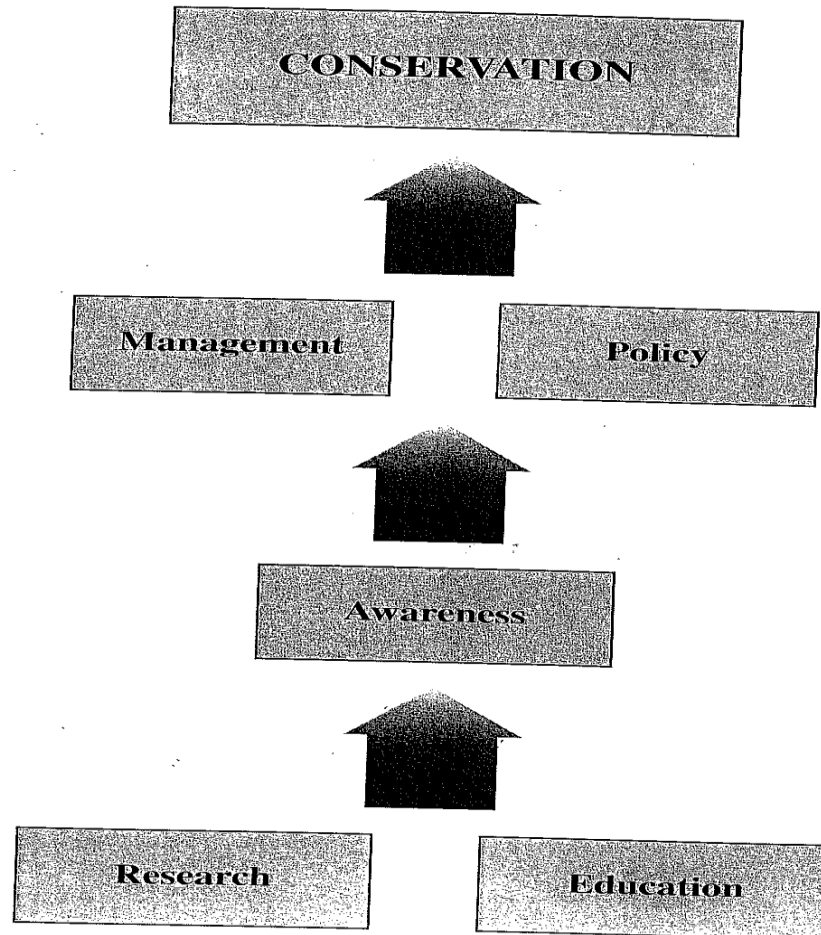 CONSERVATION
Management
Policy
Awareness
Research
Education